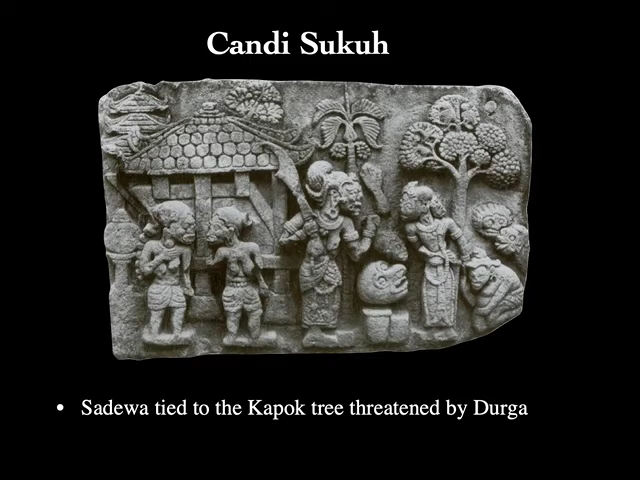 Candi Sukuh
• Sadewa tied to the Kapok tree threatened by Durga